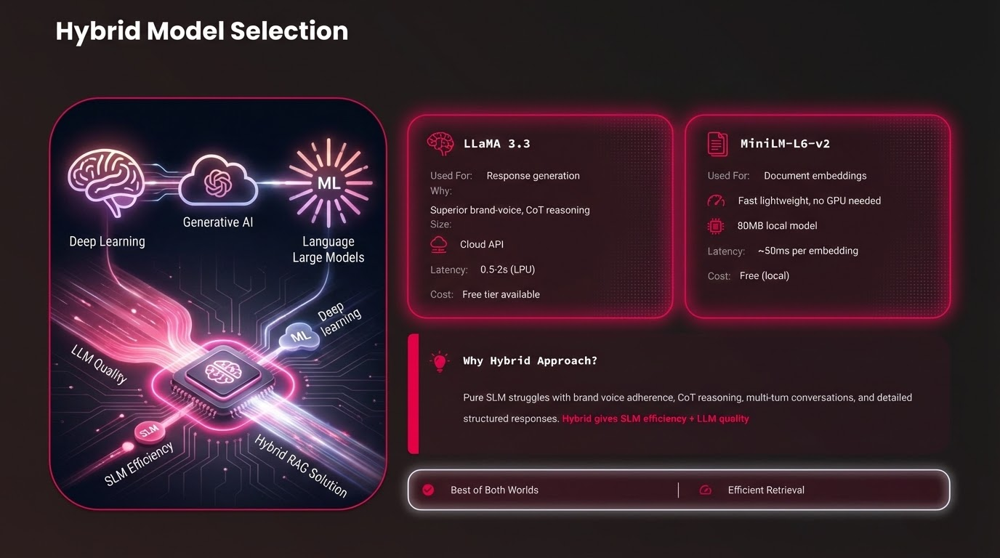 Hybrid Model Selection
ML
Deep Learning
Generative AI
Language
Large Models
Deep
learning
ML
LLM Quality
SLM
SLM Efficiency
Hybrid RAG Solution
LLaMA 3.3
Used For: Response generation
Why:
Superior brand-voice, CoT reasoning
Size:
Cloud API
Latency: 0.5-2s (LPU)
Cost: Free tier available
MiniLM-L6-v2
Used For: Document embeddings
Fast lightweight, no GPU needed
80MB local model
Latency: ~50ms per embedding
Cost: Free (local)
Why Hybrid Approach?
Pure SLM struggles with brand voice adherence, CoT reasoning, multi-tum conversations, and detailed
structured responses. Hybrid gives SLM efficiency + LLM quality
Best of Both Worlds
Efficient Retrieval